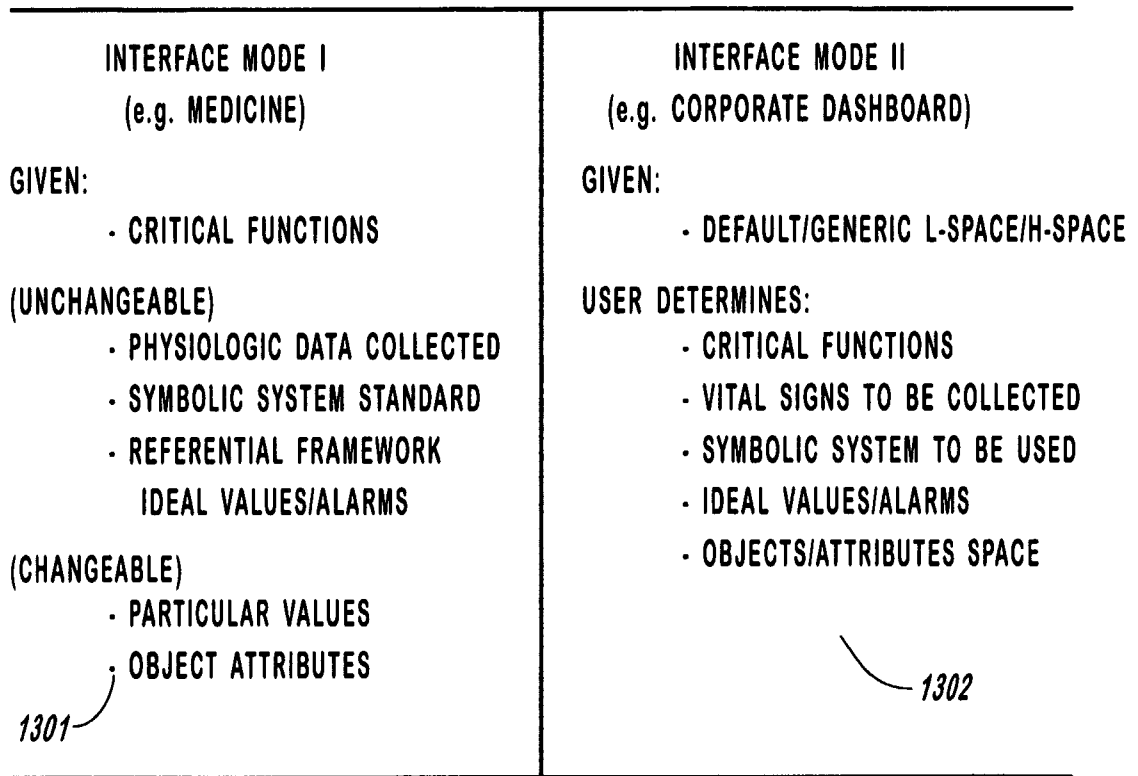 INTERFACE MODE I
(e.g. MEDICINE)
GIVEN:
- CRITICAL FUNCTIONS
(UNCHANGEABLE)
- PHYSIOLOGIC DATA COLLECTED
- SYMBOLIC SYSTEM STANDARD
- REFERENTIAL FRAMEWORK
IDEAL VALUES/ALARMS
(CHANGEABLE)
- PARTICULAR VALUES
- OBJECT ATTRIBUTES
1301
INTERFACE MODE II
(e.g. CORPORATE DASHBOARD)
GIVEN:
- DEFAULT/GENERIC L-SPACE/H-SPACE
USER DETERMINES:
- CRITICAL FUNCTIONS
- VITAL SIGNS TO BE COLLECTED
- SYMBOLIC SYSTEM TO BE USED
- IDEAL VALUES/ALARMS
- OBJECTS/ATTRIBUTES SPACE
1302